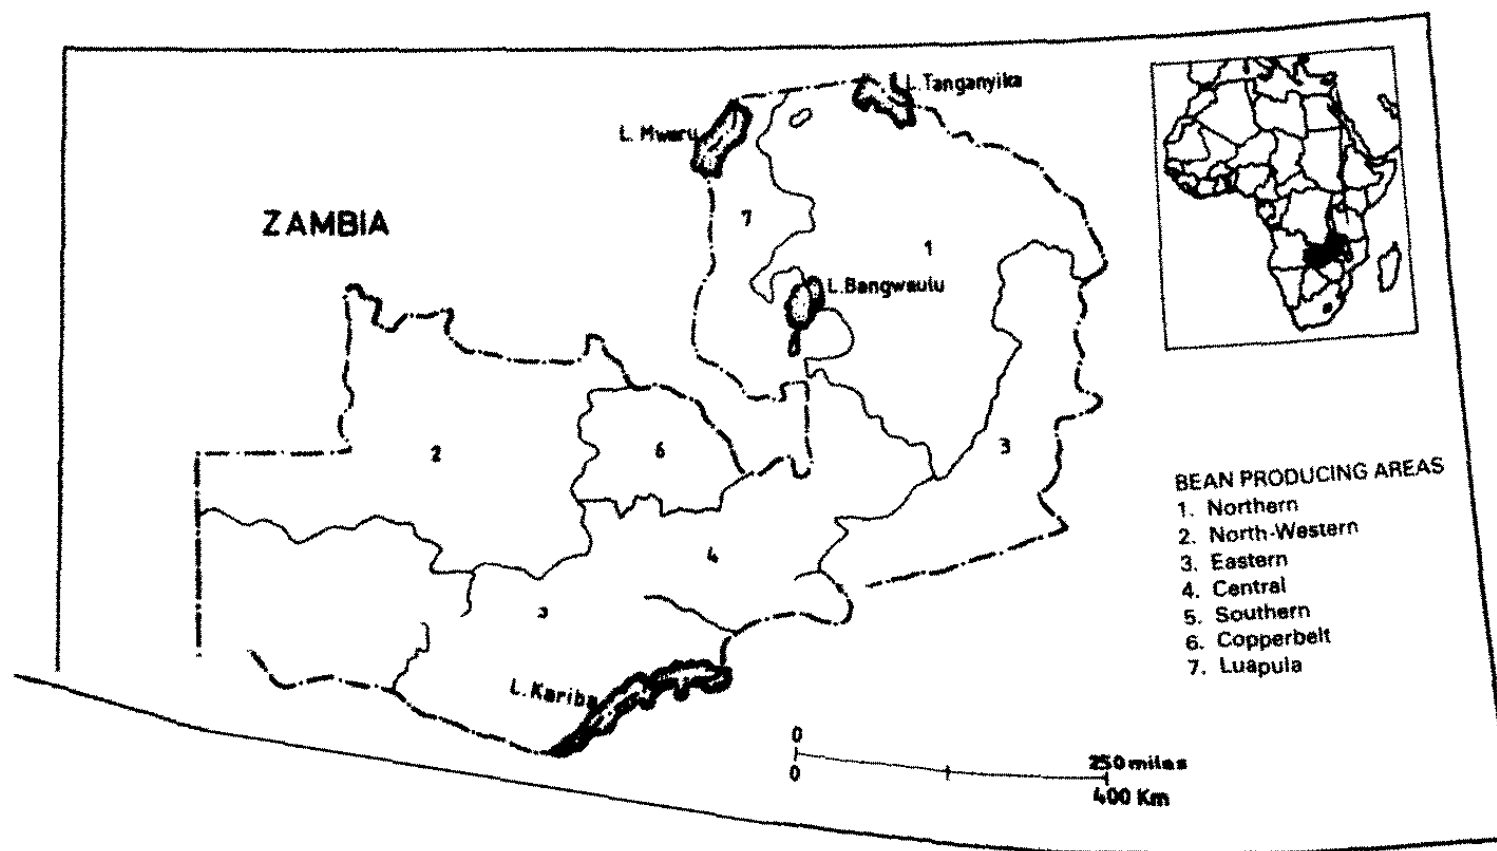 L. Tanganyika
L. Mweru
ZAMBIA
7
1
L. Bangwaulu
2
6
3
4
L. Kariba
BEAN PRODUCING AREAS
1. Northern
2. North-Western
3. Eastern
4. Central
5. Southern
6. Copperbelt
7. Luapula
0
250 miles
0
400 Km